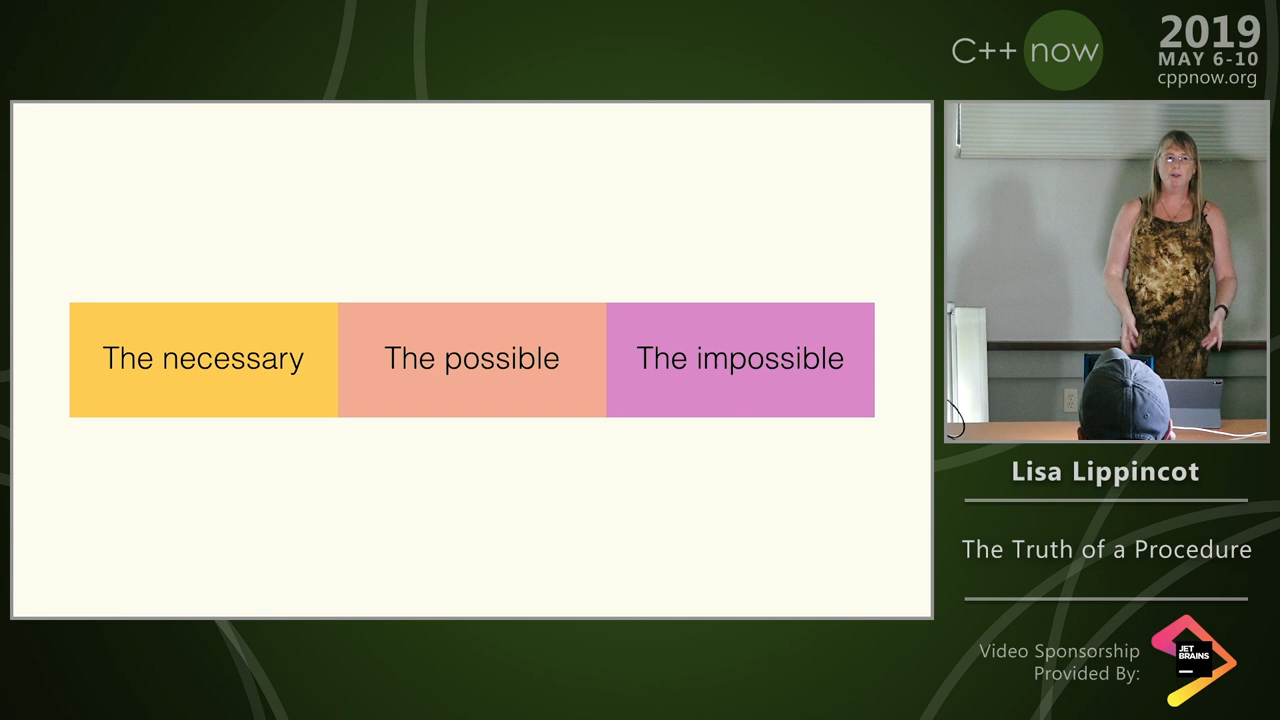 C++ now
2019
MAY 6-10
cppnow.org
The necessary
The possible
The impossible
Lisa Lippincot
The Truth of a Procedure
Video Sponsorship
Provided By:
JET
BRAINS